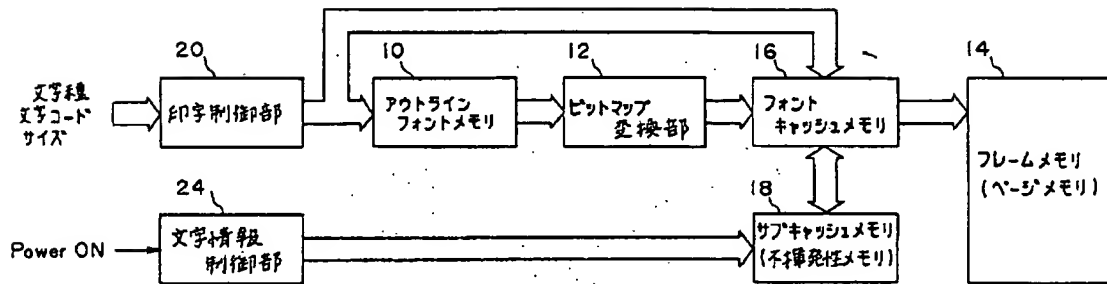 20
10
12
16
14
文字種
文字コード
サイズ
印字制御部
アウトライン
フォントメモリ
ビットマップ
変換部
フォント
キャッシュメモリ
フレームメモリ
(ページメモリ)
24
18
Power ON
文字情報
制御部
サブキャッシュメモリ
(不揮発性メモリ)